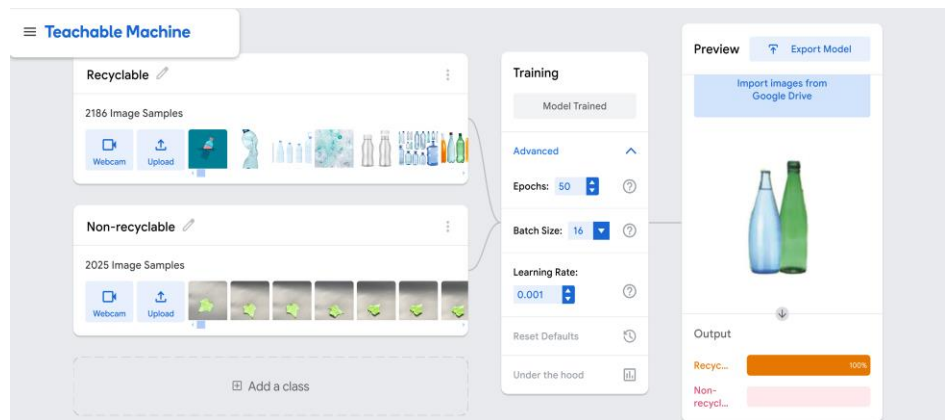 Teachable Machine
Recyclable
2186 Image Samples
Webcam
Upload
Non-recyclable
2025 Image Samples
Webcam
Upload
Add a class
Training
Model Trained
Advanced
Epochs: 50
Batch Size: 16
Learning Rate:
0.001
Reset Defaults
Under the hood
Preview
Export Model
Import images from
Google Drive
Output
Recyc...
100%
Non-
recycl...